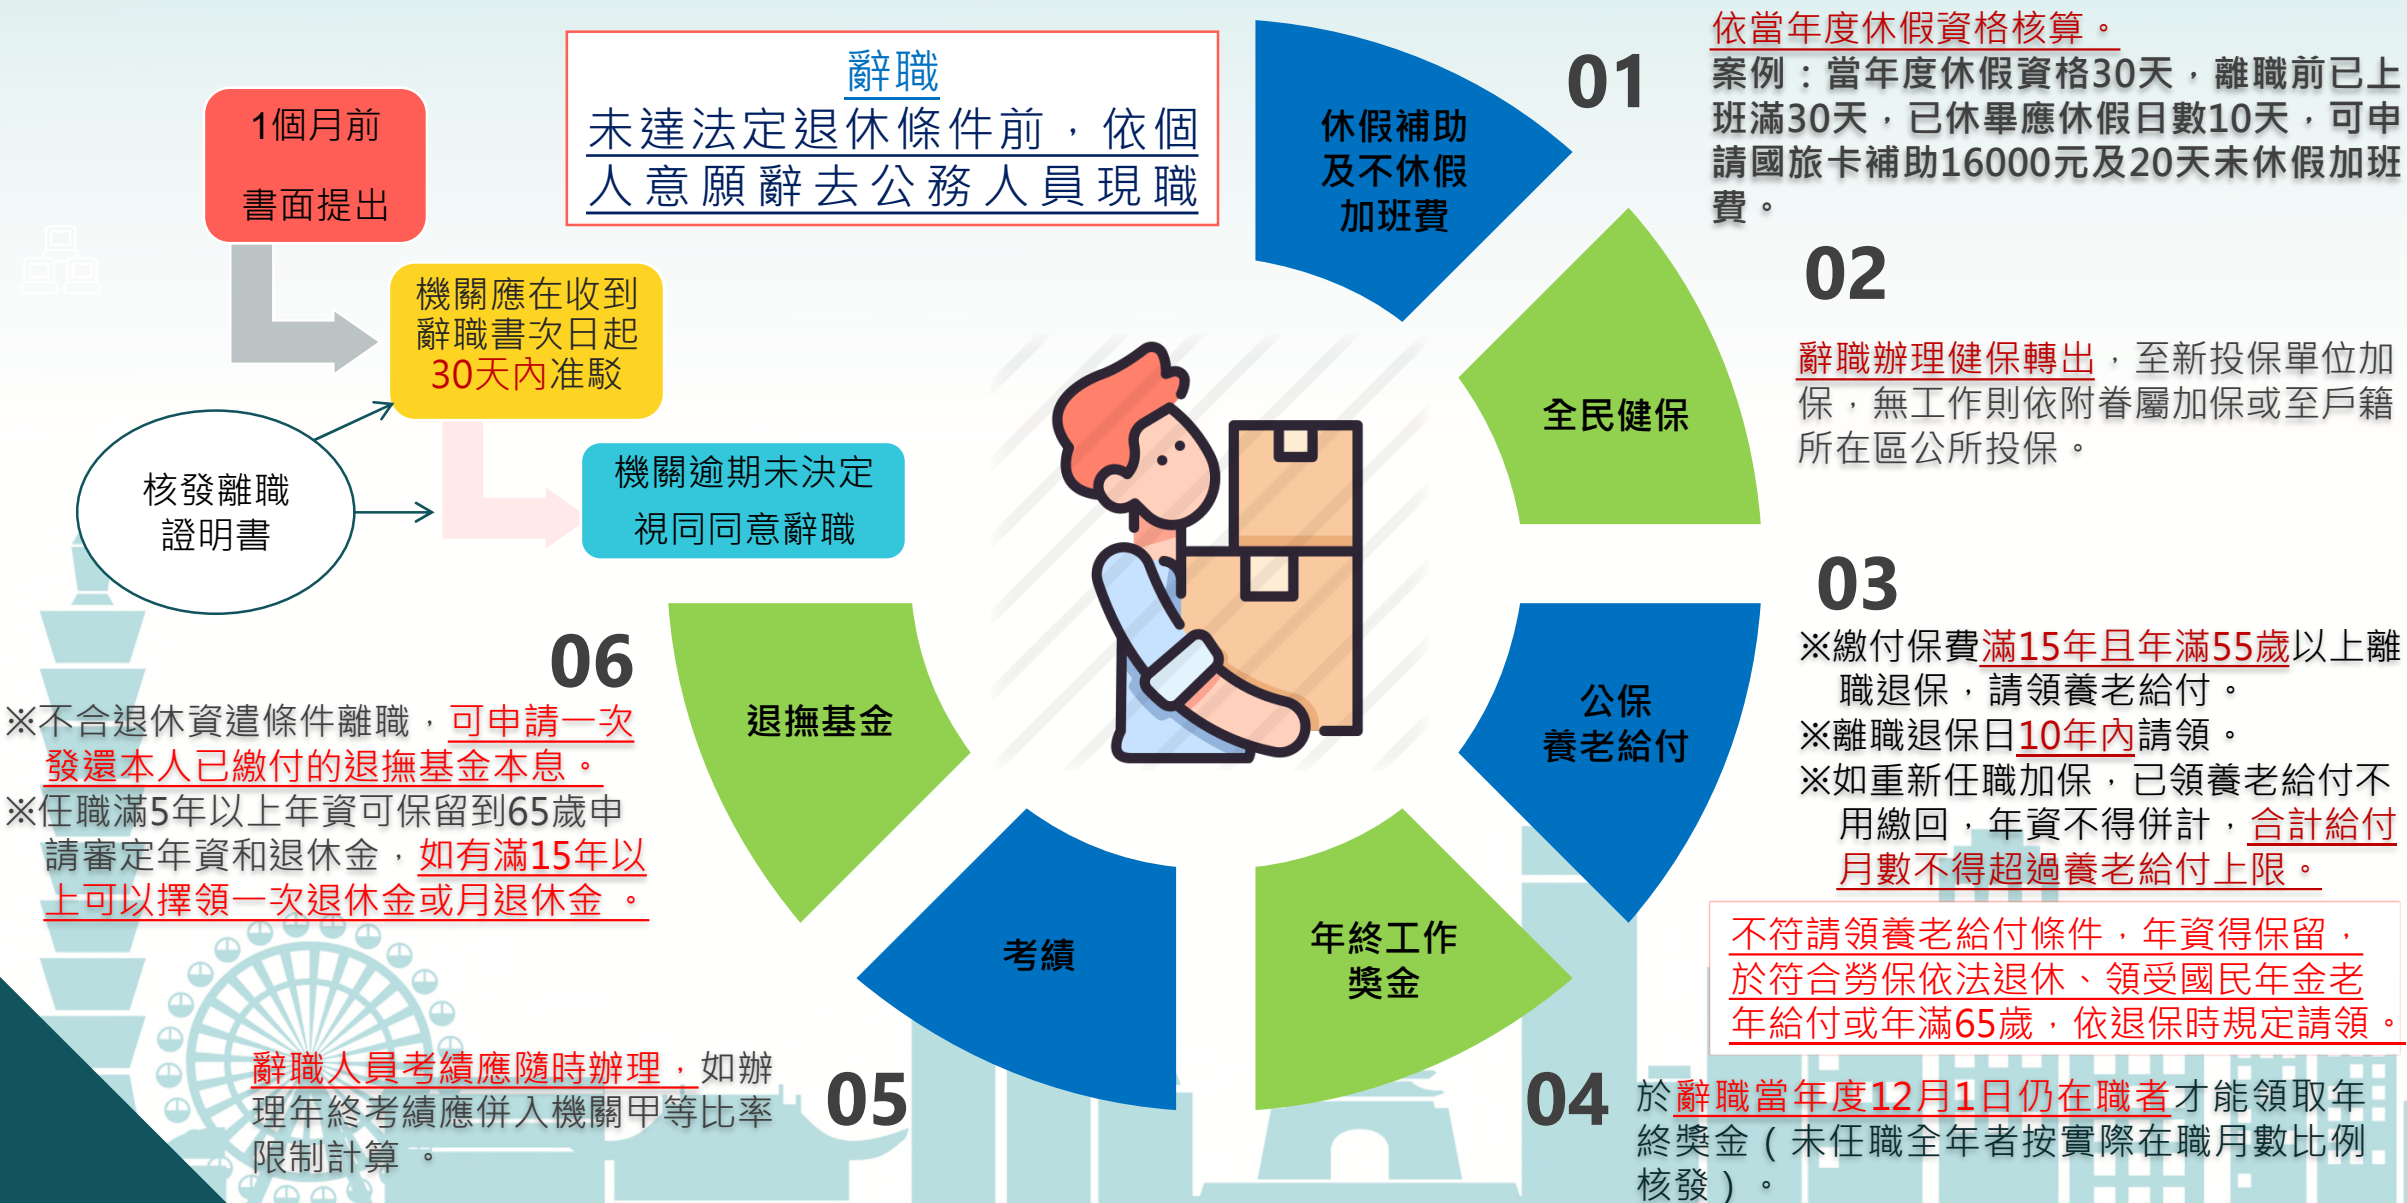 辭職
未達法定退休條件前，依個
人意願辭去公務人員現職
1個月前
書面提出
機關應在收到
辭職書次日起
30天內准駁
核發離職
證明書
機關逾期未決定
視同同意辭職
休假補助
及不休假
加班費
01
依當年度休假資格核算。
案例：當年度休假資格30天，離職前已上
班滿30天，已休畢應休假日數10天，可申
請國旅卡補助16000元及20天未休假加班
費。
全民健保
02
辭職辦理健保轉出，至新投保單位加
保，無工作則依附眷屬加保或至戶籍
所在區公所投保。
公保
養老給付
03
※繳付保費滿15年且年滿55歲以上離
職退保，請領養老給付。
※離職退保日10年內請領。
※如重新任職加保，已領養老給付不
用繳回，年資不得併計，合計給付
月數不得超過養老給付上限。
不符請領養老給付條件，年資得保留，
於符合勞保依法退休、領受國民年金老
年給付或年滿65歲，依退保時規定請領。
年終工作
獎金
04
於辭職當年度12月1日仍在職者才能領取年
終獎金（未任職全年者按實際在職月數比例
核發）。
考績
05
辭職人員考績應隨時辦理，如辦
理年終考績應併入機關甲等比率
限制計算 。
退撫基金
06
※不合退休資遣條件離職，可申請一次
發還本人已繳付的退撫基金本息。
※任職滿5年以上年資可保留到65歲申
請審定年資和退休金，如有滿15年以
上可以擇領一次退休金或月退休金 。